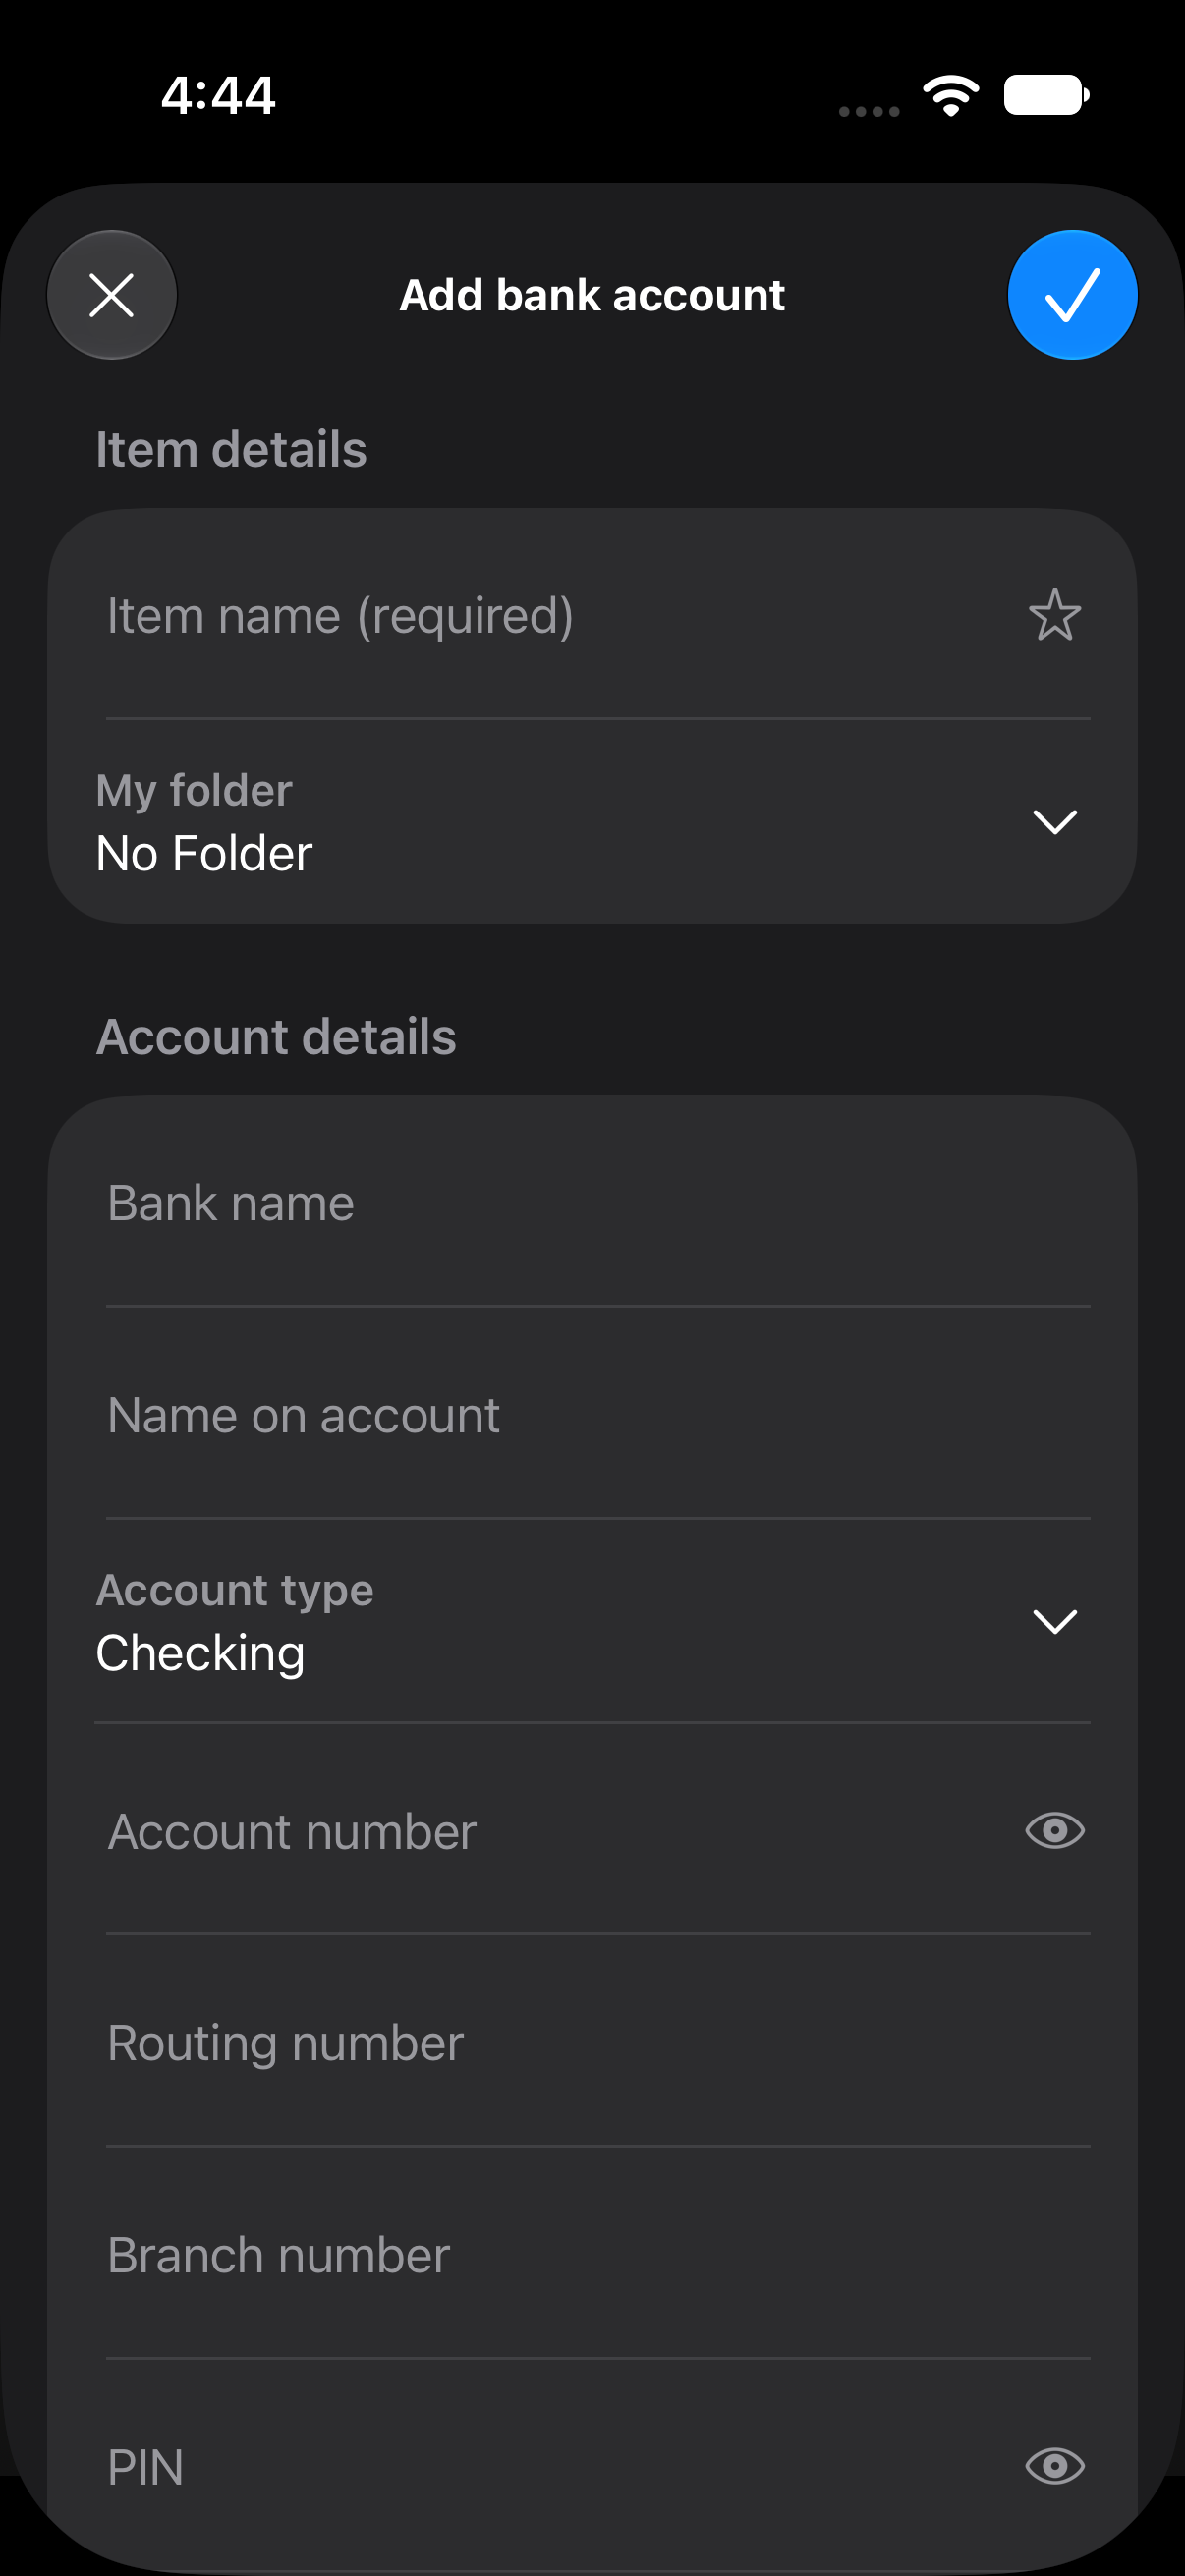 4:44
Add bank account
Item details
Item name (required)
My folder
No Folder
Account details
Bank name
Name on account
Account type
Checking
Account number
Routing number
Branch number
PIN